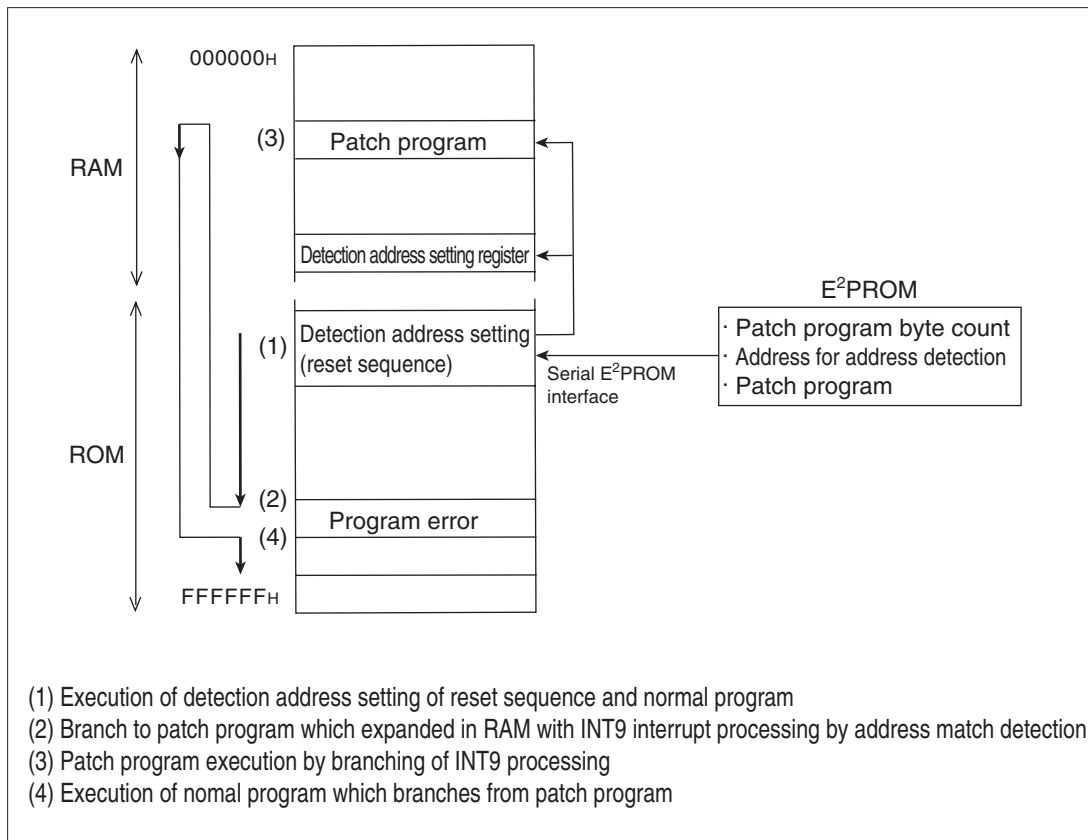 000000H
(3)
Patch program
RAM
Detection address setting register
E²PROM
(1)
Detection address setting
(reset sequence)
Serial E²PROM
interface
· Patch program byte count
· Address for address detection
· Patch program
ROM
(2)
Program error
(4)
FFFFFFH
(1) Execution of detection address setting of reset sequence and normal program
(2) Branch to patch program which expanded in RAM with INT9 interrupt processing by address match detection
(3) Patch program execution by branching of INT9 processing
(4) Execution of nomal program which branches from patch program